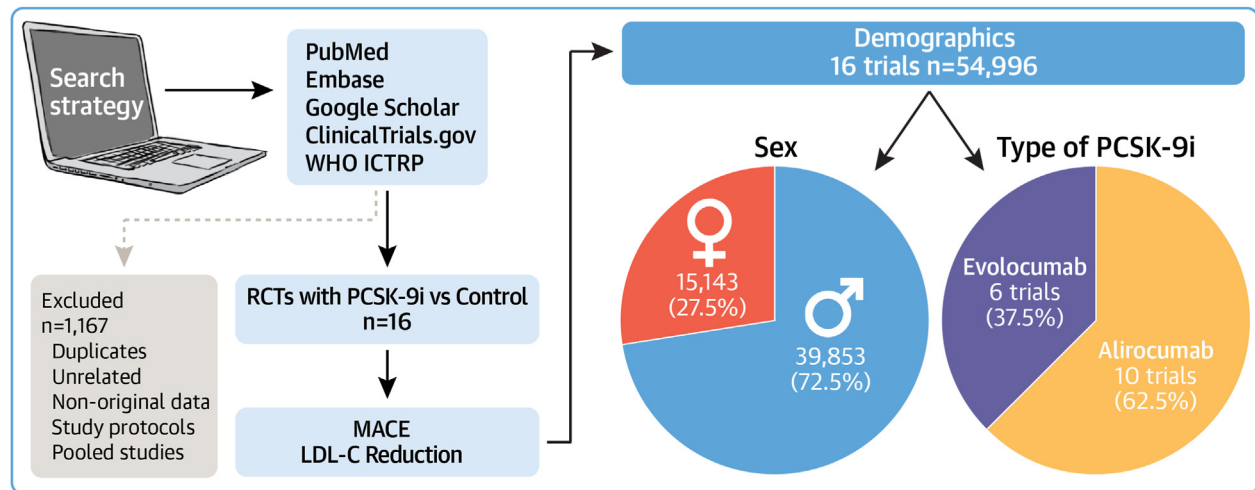 Search
strategy
PubMed
Embase
Google Scholar
ClinicalTrials.gov
WHO ICTRP
Excluded
n=1,167
Duplicates
Unrelated
Non-original data
Study protocols
Pooled studies
RCTs with PCSK-9i vs Control
n=16
MACE
LDL-C Reduction
Demographics
16 trials n=54,996
Sex
15,143
(27.5%)
39,853
(72.5%)
Type of PCSK-9i
Evolocumab
6 trials
(37.5%)
Alirocumab
10 trials
(62.5%)